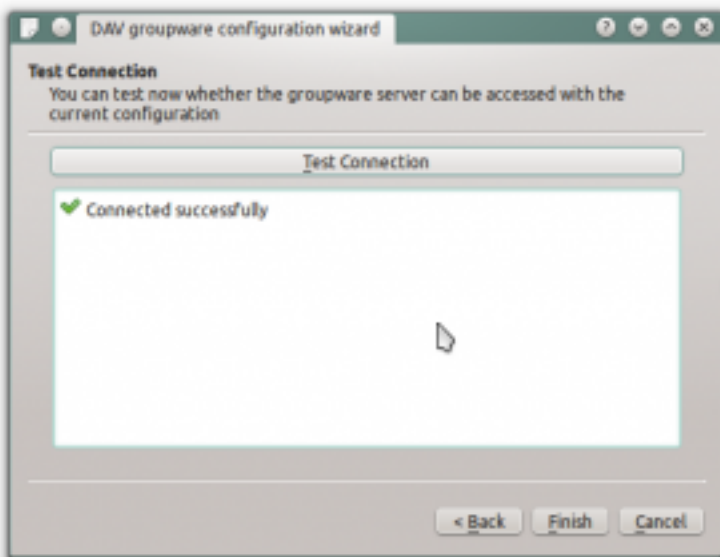 DAV groupware configuration wizard
Test Connection
You can test now whether the groupware server can be accessed with the
current configuration
Test Connection
Connected successfully
< Back
Finish
Cancel